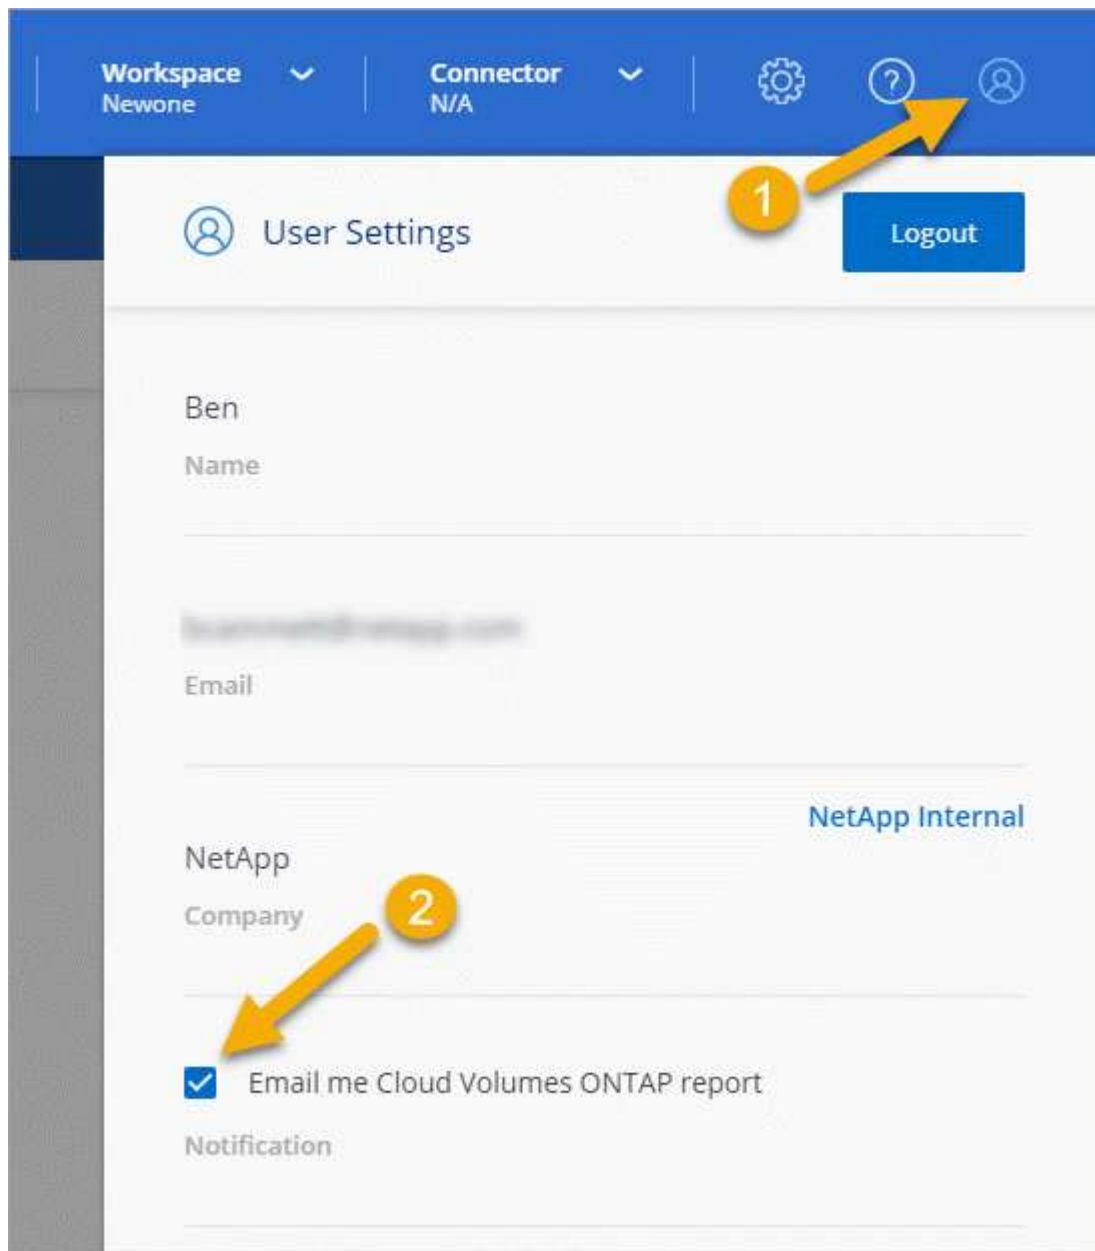 Workspace
Newone
Connector
N/A
1
User Settings
Logout
Ben
Name
Email
NetApp Internal
NetApp
Company
2
Email me Cloud Volumes ONTAP report
Notification